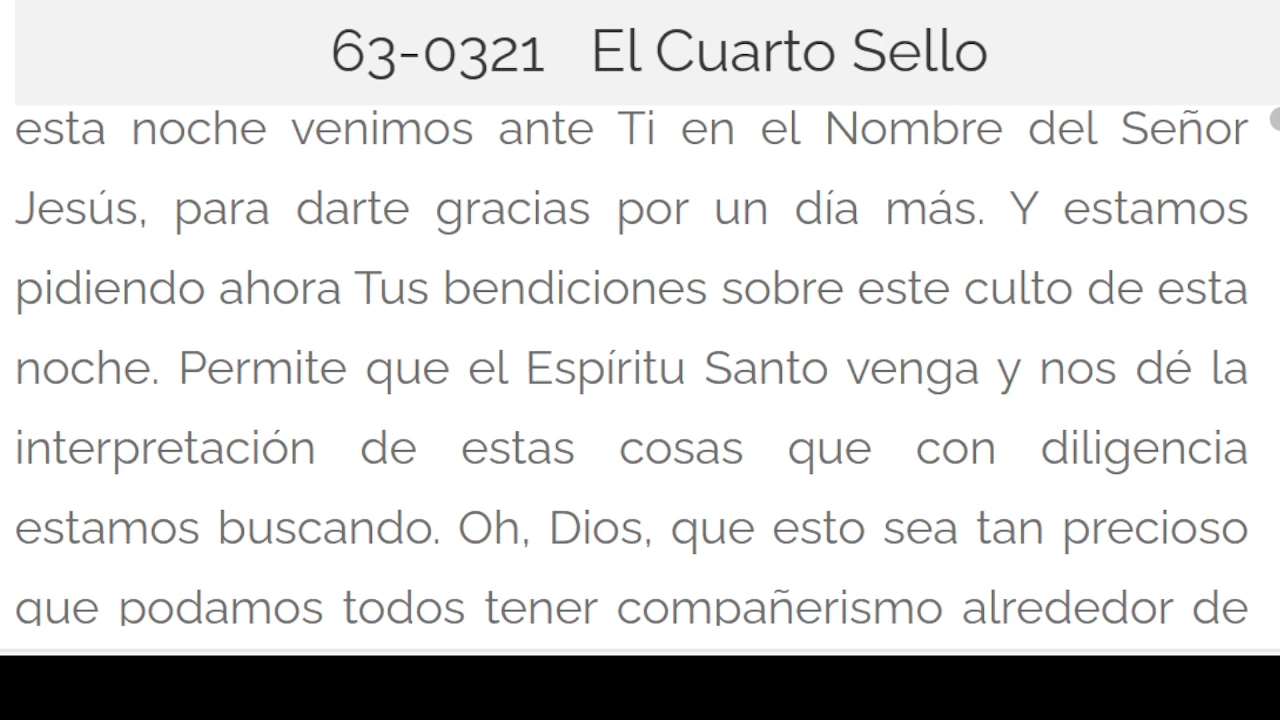 63-0321 El Cuarto Sello
esta noche venimos ante Ti en el Nombre del Señor
Jesús, para darte gracias por un día más. Y estamos
pidiendo ahora Tus bendiciones sobre este culto de esta
noche. Permite que el Espíritu Santo venga y nos dé la
interpretación de estas cosas que con diligencia
estamos buscando. Oh, Dios, que esto sea tan precioso
que podamos todos tener compañerismo alrededor de